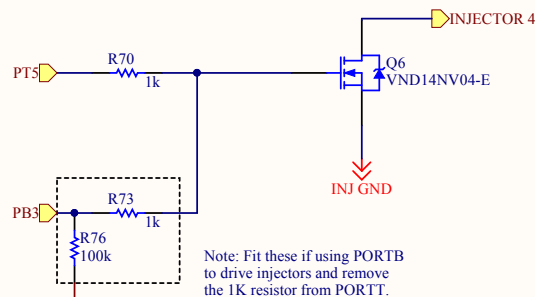 INJECTOR 4
R70
PT5
1k
Q6
VND14NV04-E
INJ GND
R73
PB3
1k
R76
100k
Note: Fit these if using PORTB
to drive injectors and remove
the 1K resistor from PORTT.